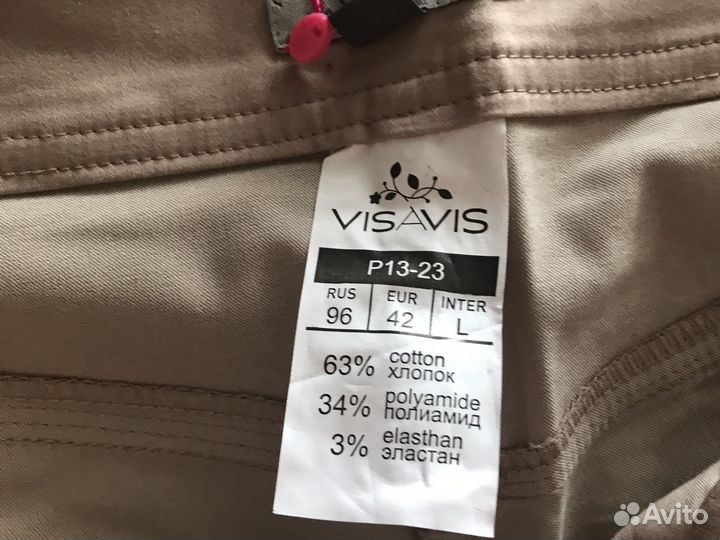 VISAVIS
P13-23
RUS EUR INTER
96 42 L
63% cotton
хлопок
34% polyamide
полиамид
3% elasthan
эластан
Avito